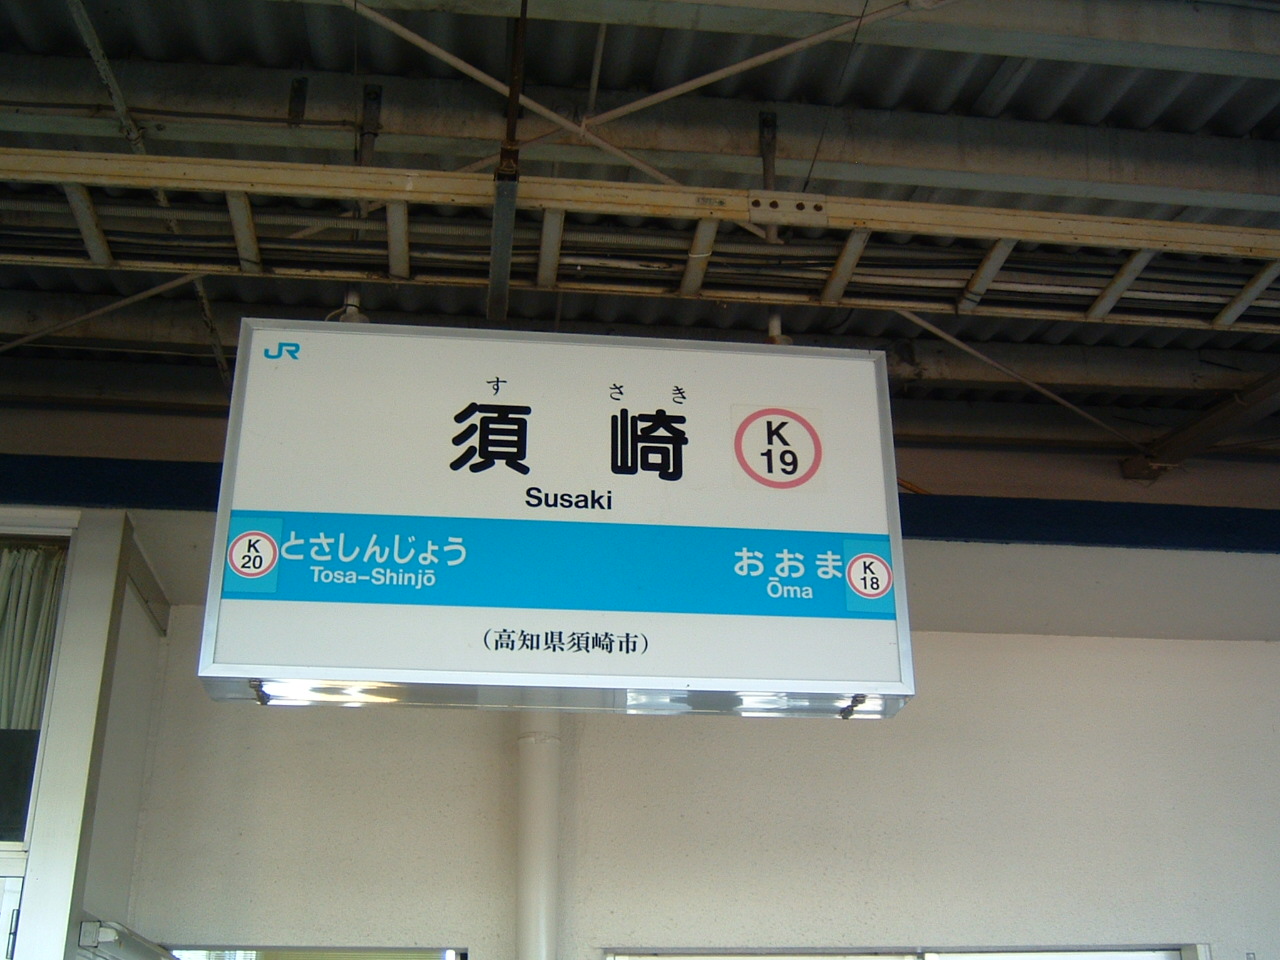 JR
す さ き
須 崎
K
19
Susaki
K
20
とさしんじょう
Tosa-Shinjō
おおま
Ōma
K
18
(高知県須崎市)